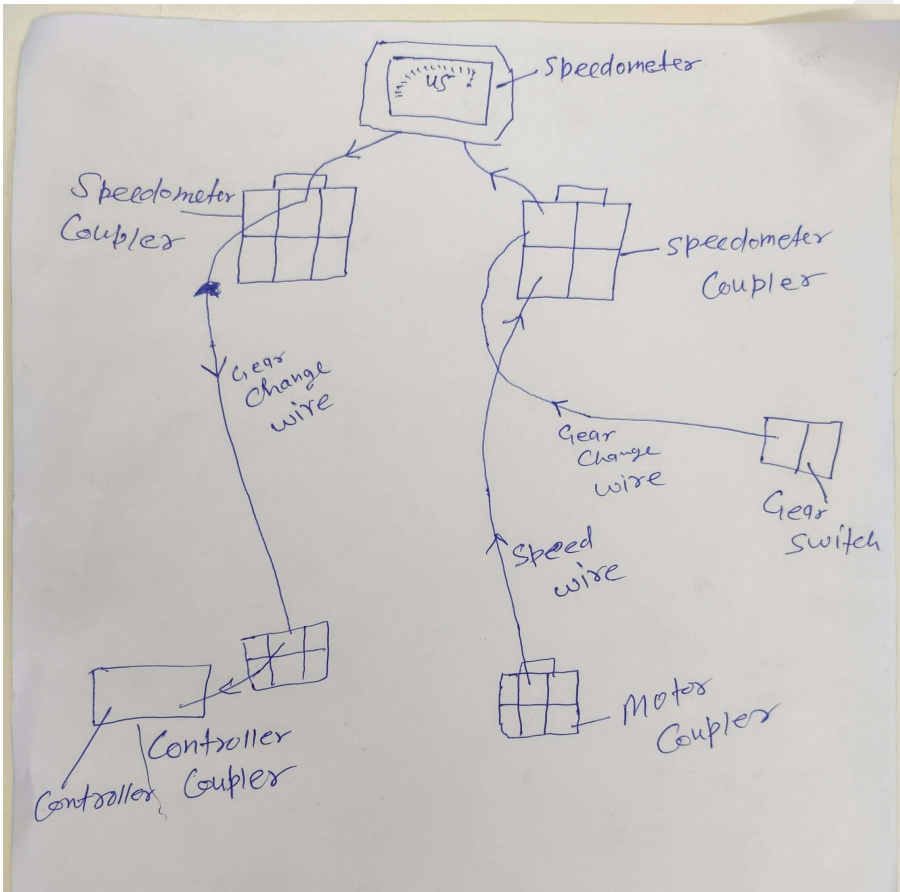 Speedometer
45
Speedometer
Coupler
Speedometer
Coupler
Gear
Change
wire
Gear
Change
wire
Gear
Switch
Speed
wire
Motor
Coupler
Controller
Coupler
Controller